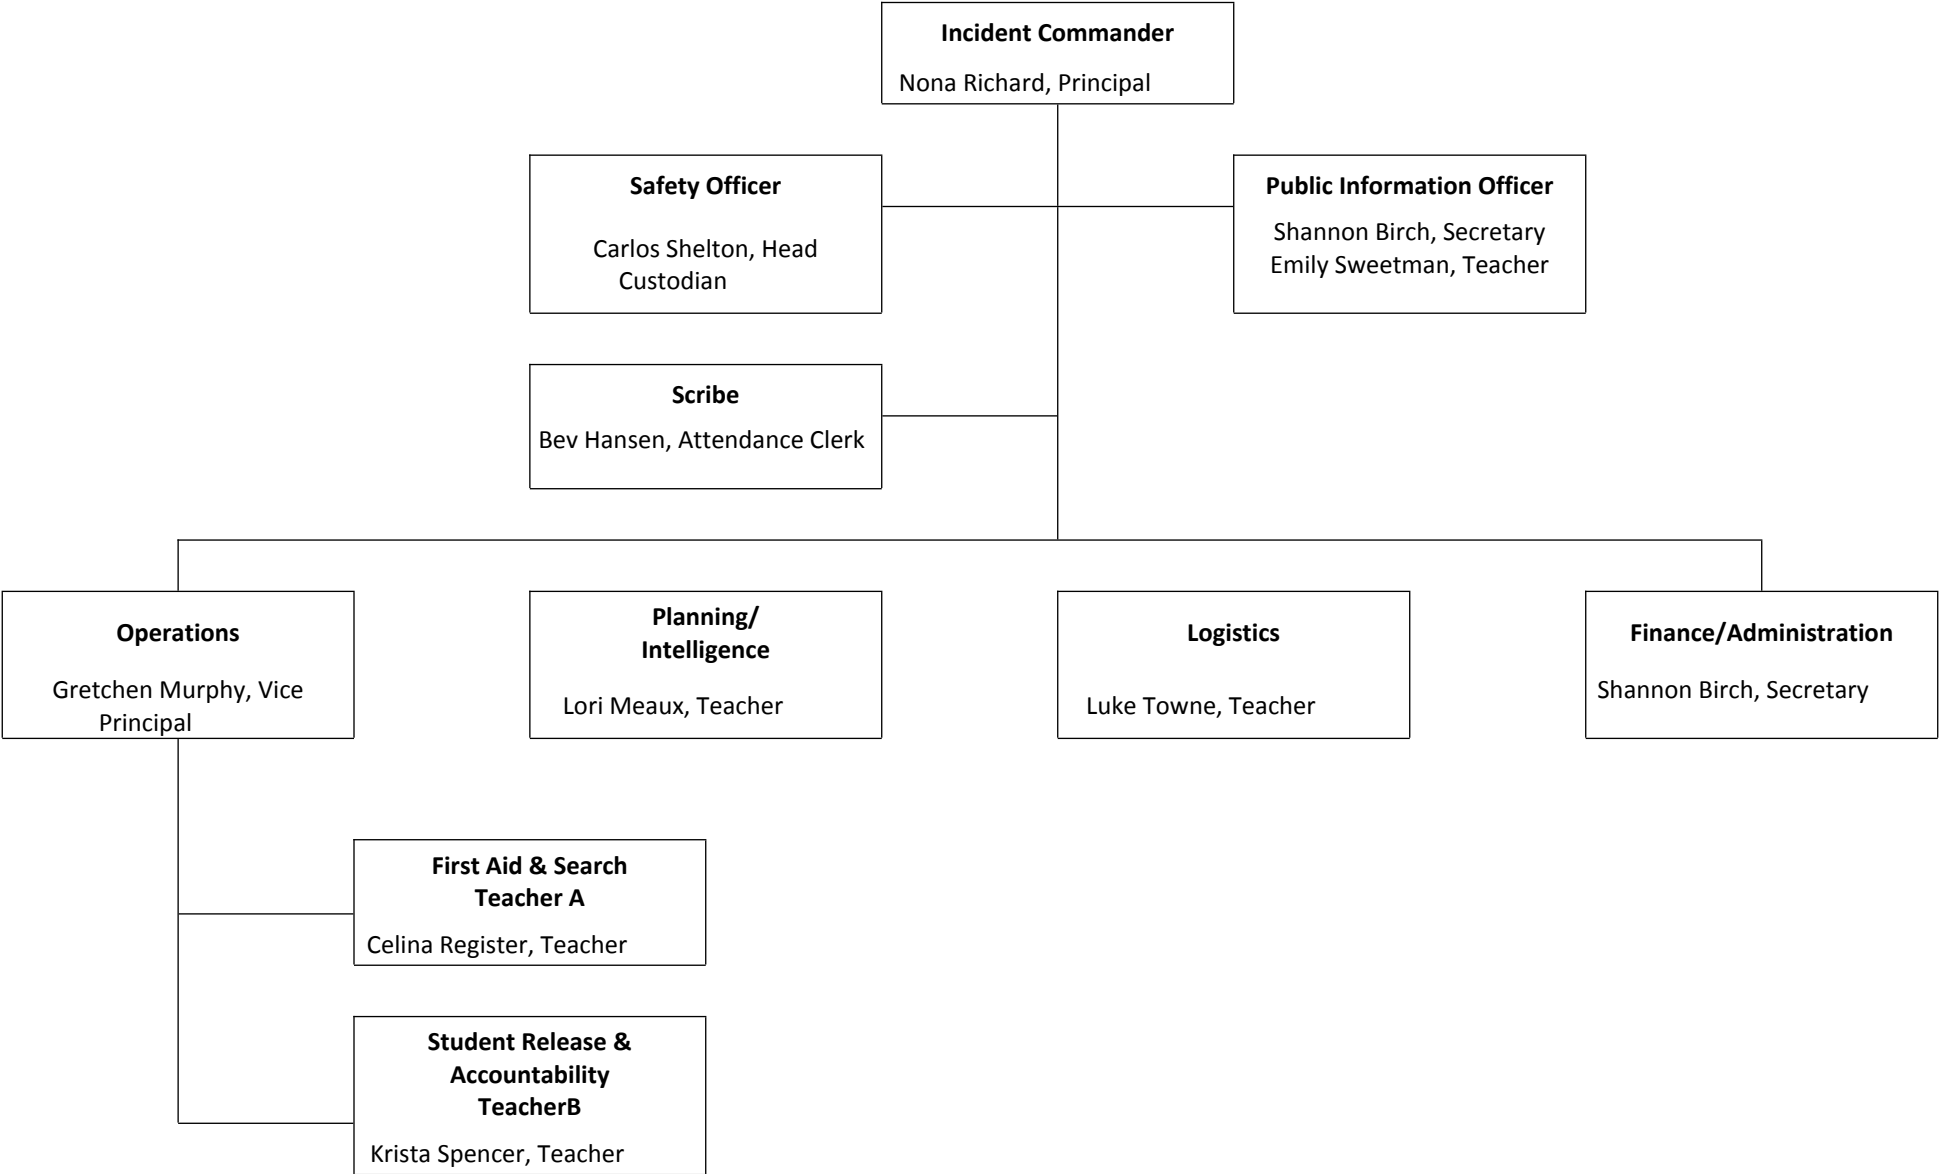 Incident Commander
Nona Richard, Principal
Safety Officer
Carlos Shelton, Head
Custodian
Public Information Officer
Shannon Birch, Secretary
Emily Sweetman, Teacher
Scribe
Bev Hansen, Attendance Clerk
Operations
Gretchen Murphy, Vice
Principal
Planning/
Intelligence
Lori Meaux, Teacher
Logistics
Luke Towne, Teacher
Finance/Administration
Shannon Birch, Secretary
First Aid & Search
Teacher A
Celina Register, Teacher
Student Release &
Accountability
TeacherB
Krista Spencer, Teacher